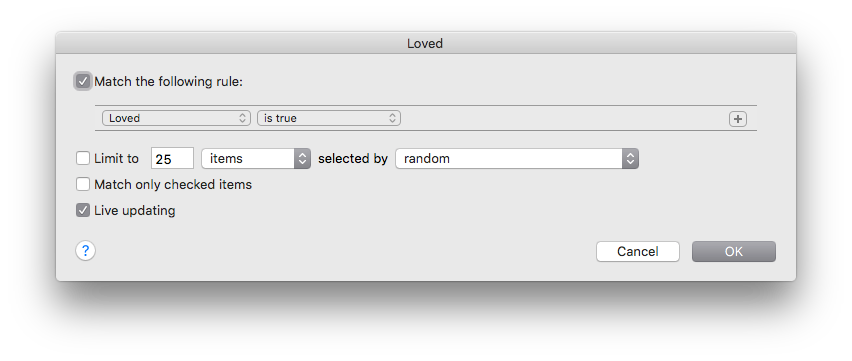 Loved
Match the following rule:
Loved is true +
Limit to 25 items selected by random
Match only checked items
Live updating
? Cancel OK